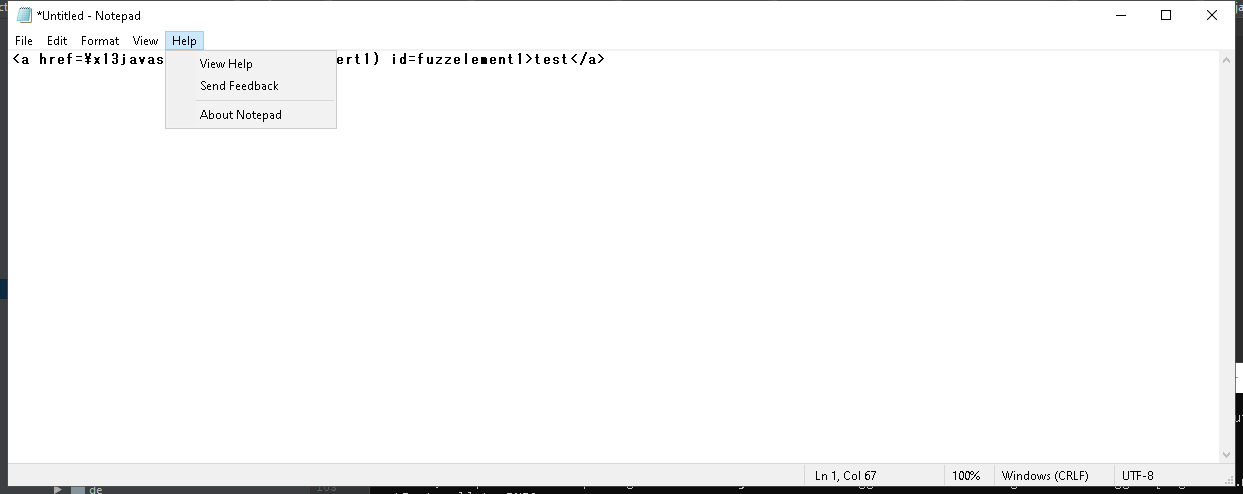 *Untitled - Notepad
File Edit Format View Help
<a href=¥x13javas ert1) id=fuzzelement1>test</a>
View Help
Send Feedback
About Notepad
Ln 1, Col 67 100% Windows (CRLF) UTF-8
de